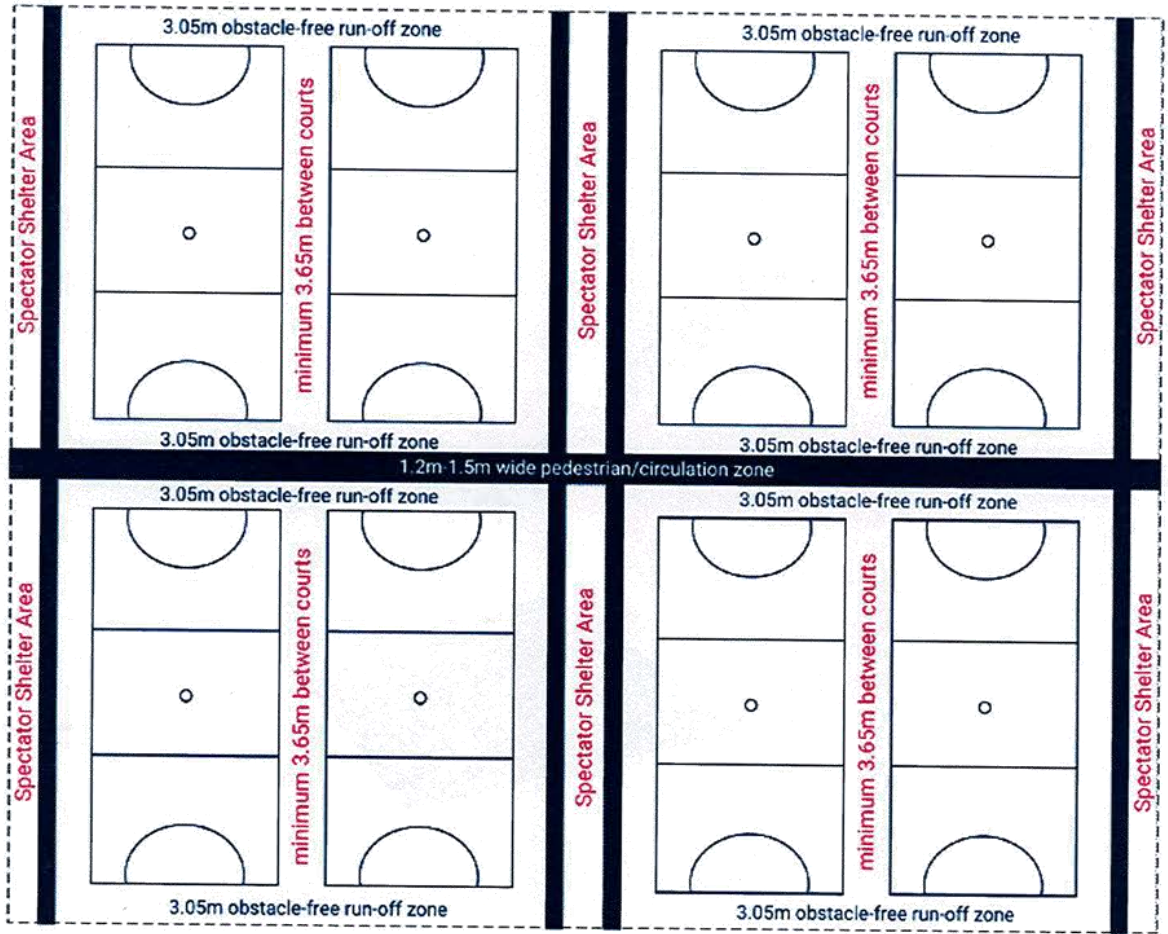 3.05m obstacle-free run-off zone
3.05m obstacle-free run-off zone
Spectator Shelter Area
minimum 3.65m between courts
Spectator Shelter Area
minimum 3.65m between courts
Spectator Shelter Area
3.05m obstacle-free run-off zone
3.05m obstacle-free run-off zone
1.2m-1.5m wide pedestrian/circulation zone
3.05m obstacle-free run-off zone
3.05m obstacle-free run-off zone
Spectator Shelter Area
minimum 3.65m between courts
Spectator Shelter Area
minimum 3.65m between courts
Spectator Shelter Area
3.05m obstacle-free run-off zone
3.05m obstacle-free run-off zone